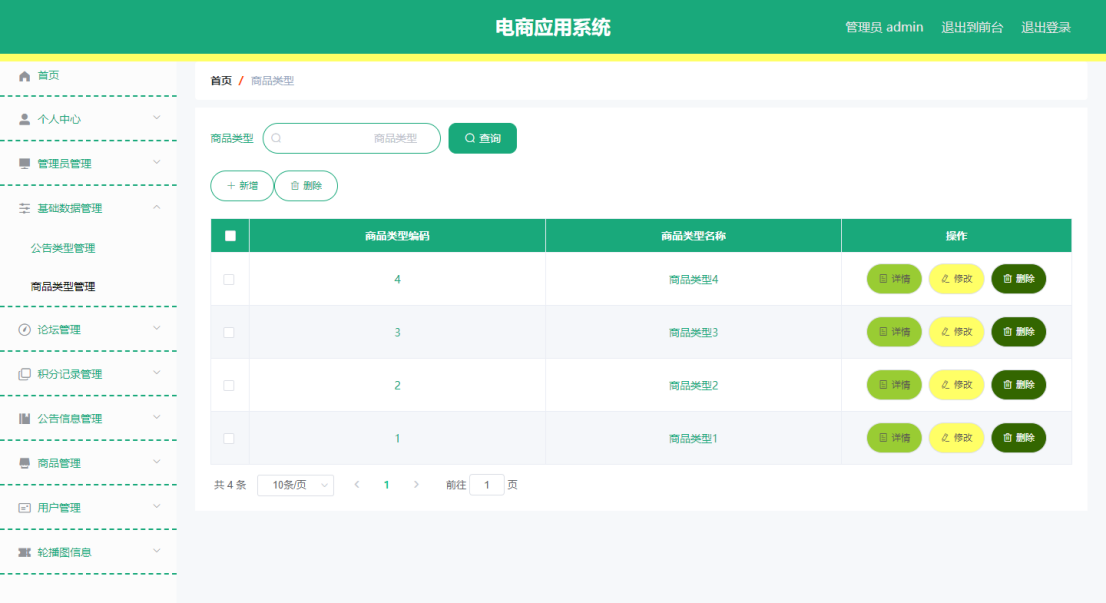 电商应用系统
管理员 admin 退出到前台 退出登录
首页
个人中心
管理员管理
基础数据管理
公告类型管理
商品类型管理
论坛管理
积分记录管理
公告信息管理
商品管理
用户管理
轮播图信息
首页 / 商品类型
商品类型 商品类型 查询
新增 删除
商品类型编码 商品类型名称 操作
4 商品类型4 详情 修改 删除
3 商品类型3 详情 修改 删除
2 商品类型2 详情 修改 删除
1 商品类型1 详情 修改 删除
共 4 条 10条/页 1 前往 1 页